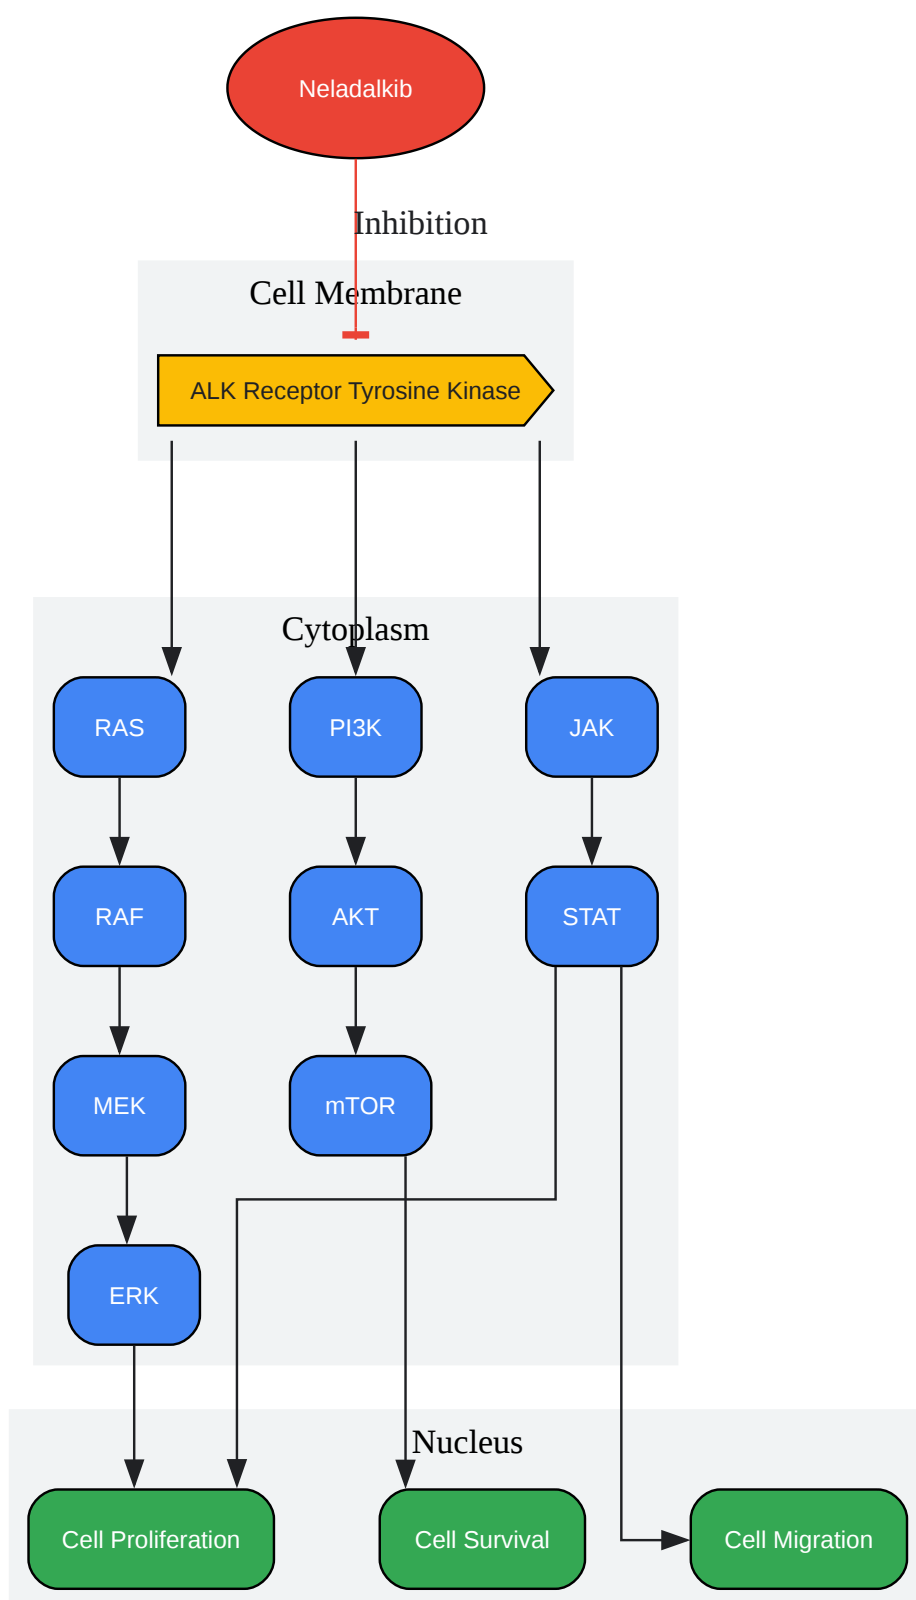 Neladalkib
Inhibition
Cell Membrane
ALK Receptor Tyrosine Kinase
Cytoplasm
RAS
PI3K
JAK
RAF
AKT
STAT
MEK
mTOR
ERK
Nucleus
Cell Proliferation
Cell Survival
Cell Migration